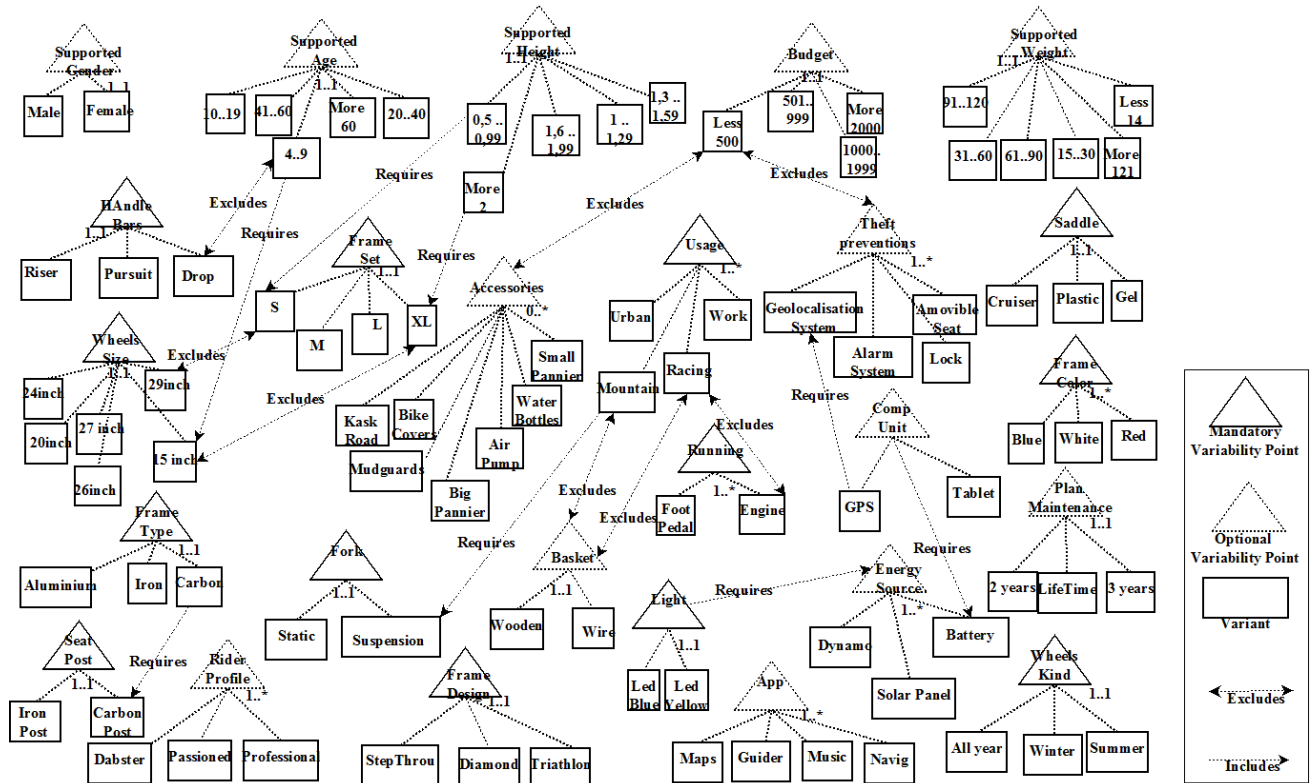 Supported
Gender
1..1
Male
Female
Supported
Age
1..1
10..19
41..60
More
60
20..40
4..9
Supported
Height
1..1
0,5 ..
0,99
1,6 ..
1,99
1 ..
1,29
1,3 ..
1,59
More
2
Budget
1..1
Less
500
501..
999
More
2000
1000..
1999
Supported
Weight
1..1
91..120
31..60
61..90
15..30
Less
14
More
121
Requires
Excludes
Requires
Excludes
Excludes
Requires
HAndle
Bars
1..1
Riser
Pursuit
Drop
Frame
Set
1..1
S
M
L
XL
Accessories
0..*
Kask
Road
Bike
Covers
Mudguards
Big
Pannier
Air
Pump
Water
Bottles
Small
Pannier
Usage
1..*
Urban
Work
Mountain
Racing
Theft
preventions
1..*
Geolocalisation
System
Alarm
System
Lock
Amovible
Seat
Saddle
1..1
Cruiser
Plastic
Gel
Wheels
Size
1..1
24inch
20inch
27 inch
26inch
29inch
15 inch
Excludes
Excludes
Requires
Excludes
Frame
Color
1..*
Blue
White
Red
Comp
Unit
GPS
Tablet
Running
1..*
Foot
Pedal
Engine
Excludes
Excludes
Requires
Requires
Frame
Type
1..1
Aluminium
Iron
Carbon
Fork
1..1
Static
Suspension
Basket
1..1
Wooden
Wire
Light
1..1
Led
Blue
Led
Yellow
Requires
Energy
Source
1..*
Dynamo
Solar Panel
Battery
Plan
Maintenance
1..1
2 years
LifeTime
3 years
Seat
Post
1..1
Iron
Post
Carbon
Post
Requires
Rider
Profile
1..*
Dabster
Passioned
Professional
Frame
Design
1..1
StepThrou
Diamond
Triathlon
App
1..*
Maps
Guider
Music
Navig
Wheels
Kind
1..1
All year
Winter
Summer
Mandatory
Variability Point
Optional
Variability Point
Variant
Excludes
Includes